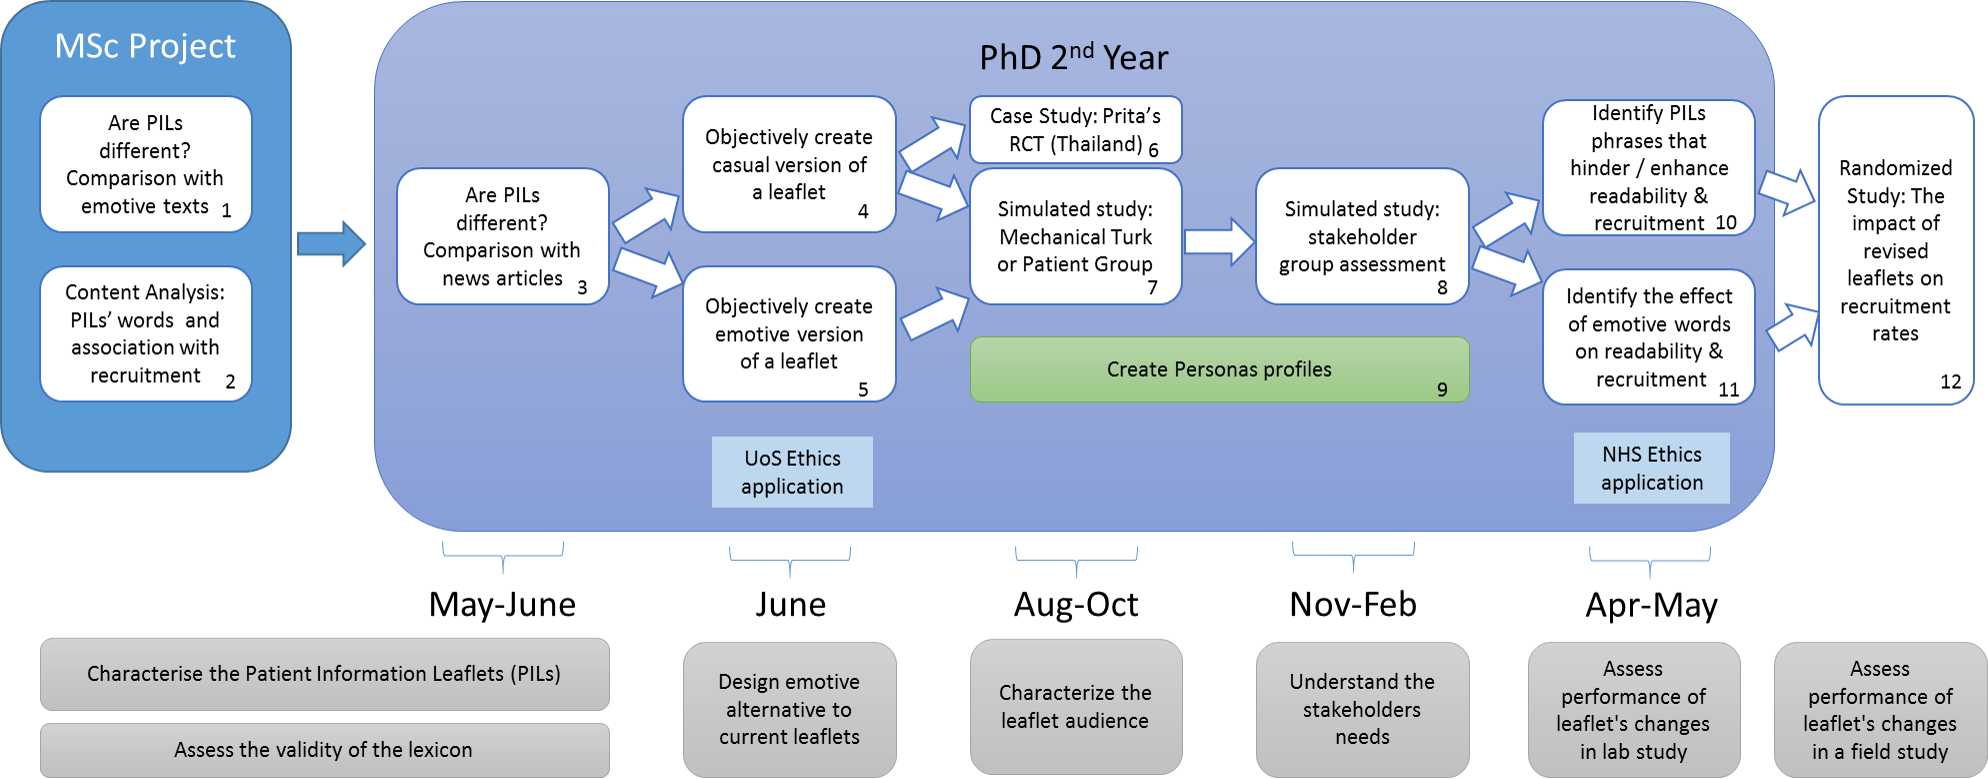 MSc Project
Are PILs
different?
Comparison with
emotive texts 1
Content Analysis:
PILs' words and
association with
recruitment 2
PhD 2nd Year
Are PILs
different?
Comparison with
news articles 3
Objectively create
casual version of
a leaflet
4
Objectively create
emotive version
of a leaflet
5
Case Study: Prita's
RCT (Thailand) 6
Simulated study:
Mechanical Turk
or Patient Group
7
Simulated study:
stakeholder
group assessment
8
Create Personas profiles
9
Identify PILs
phrases that
hinder / enhance
readability &
recruitment 10
Identify the effect
of emotive words
on readability &
recruitment 11
Randomized
Study: The
impact of
revised
leaflets on
recruitment
rates
12
UoS Ethics
application
NHS Ethics
application
May-June
June
Aug-Oct
Nov-Feb
Apr-May
Characterise the Patient Information Leaflets (PILs)
Assess the validity of the lexicon
Design emotive
alternative to
current leaflets
Characterize the
leaflet audience
Understand the
stakeholders
needs
Assess
performance of
leaflet's changes
in lab study
Assess
performance of
leaflet's changes
in a field study